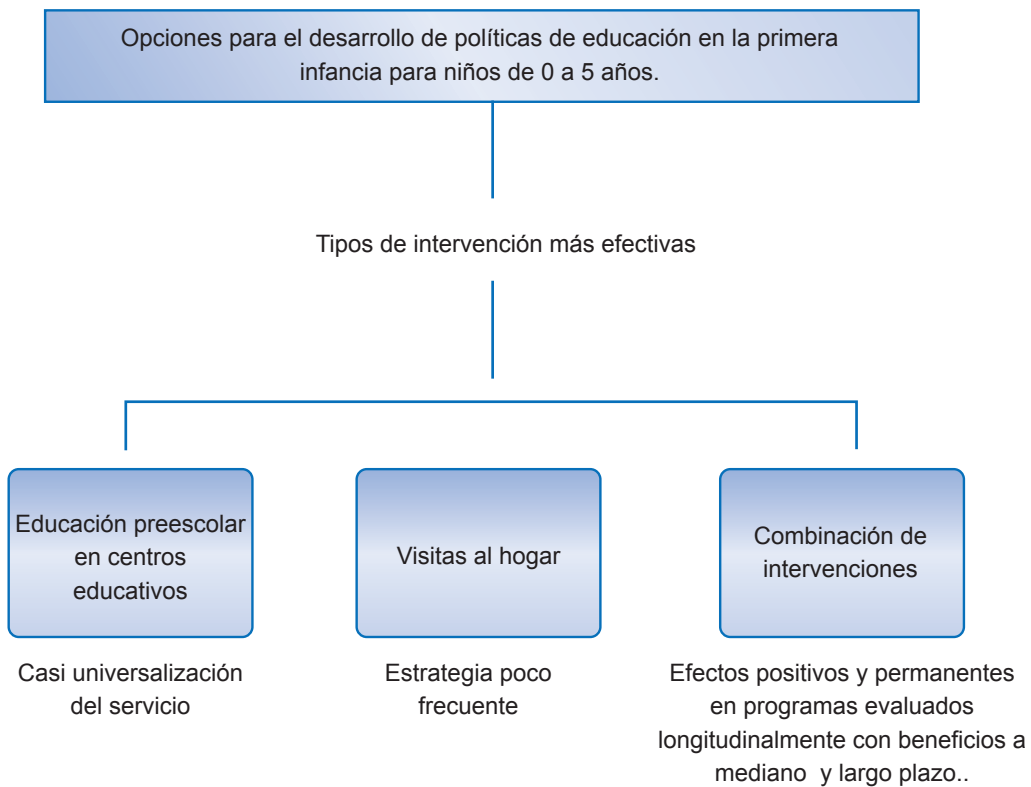 Opciones para el desarrollo de políticas de educación en la primera
infancia para niños de 0 a 5 años.
Tipos de intervención más efectivas
Educación preescolar
en centros
educativos
Casi universalización
del servicio
Visitas al hogar
Estrategia poco
frecuente
Combinación de
intervenciones
Efectos positivos y permanentes
en programas evaluados
longitudinalmente con beneficios a
mediano y largo plazo..